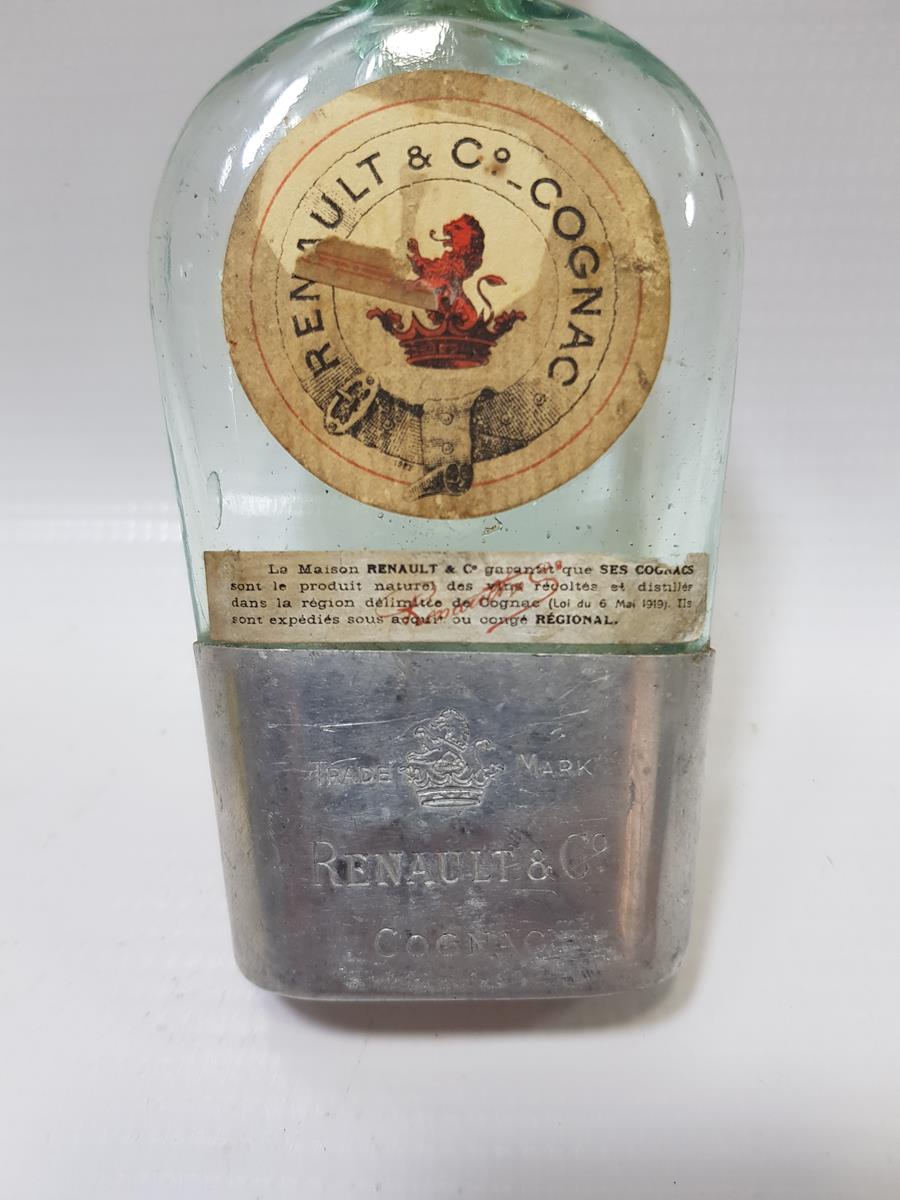 RENAULT & Cº_COGNAC
La Maison RENAULT & Cº garantit que SES COGNACS
sont le produit naturel des vins récoltés et distillés
dans la région délimitée de Cognac (Loi du 6 Mai 1919). Ils
sont expédiés sous acquit ou congé RÉGIONAL.
TRADE MARK
RENAULT & Cº
COGNAC